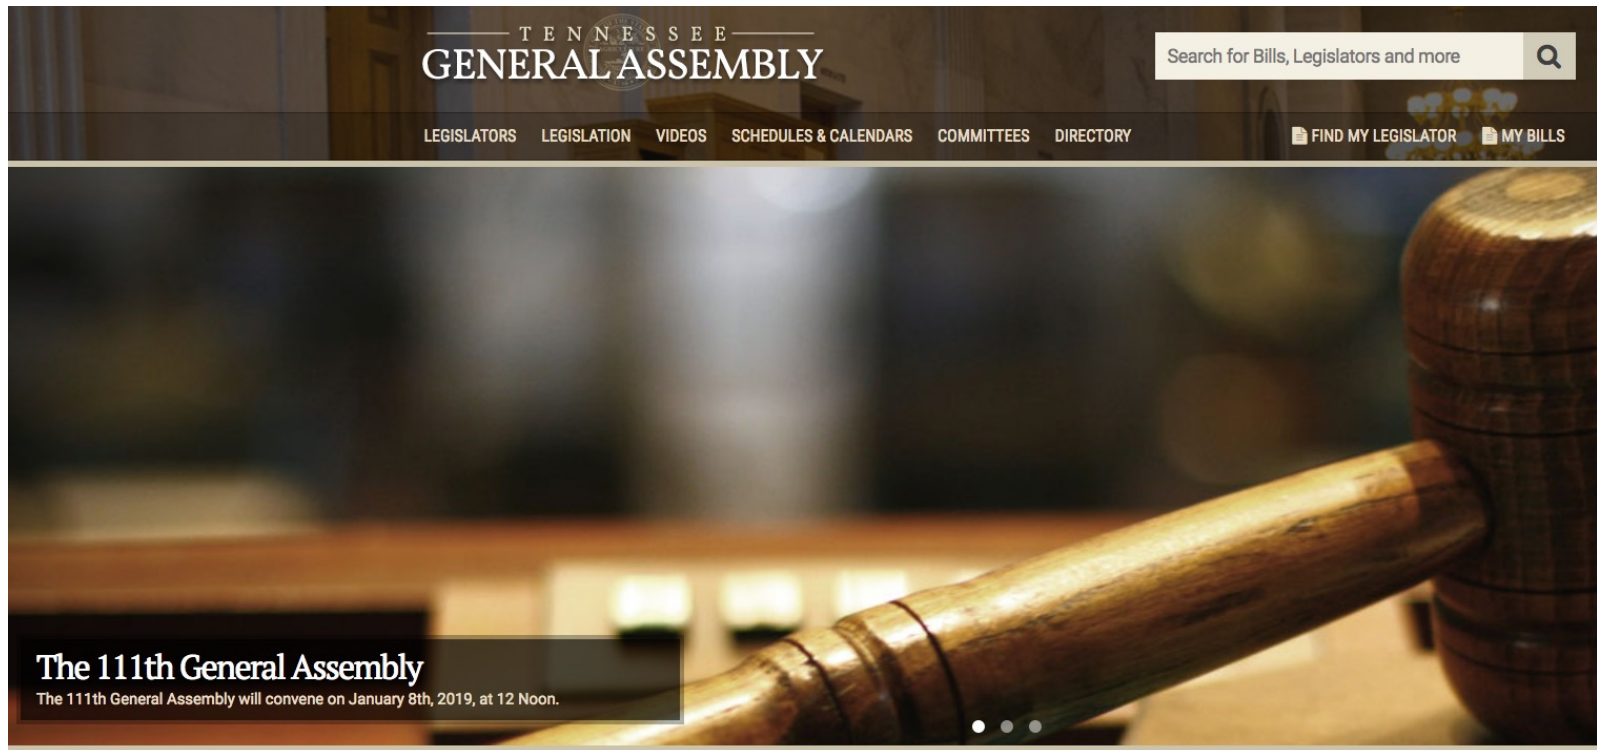 TENNESSEE
GENERAL ASSEMBLY
Search for Bills, Legislators and more
LEGISLATORS LEGISLATION VIDEOS SCHEDULES & CALENDARS COMMITTEES DIRECTORY FIND MY LEGISLATOR MY BILLS
The 111th General Assembly
The 111th General Assembly will convene on January 8th, 2019, at 12 Noon.